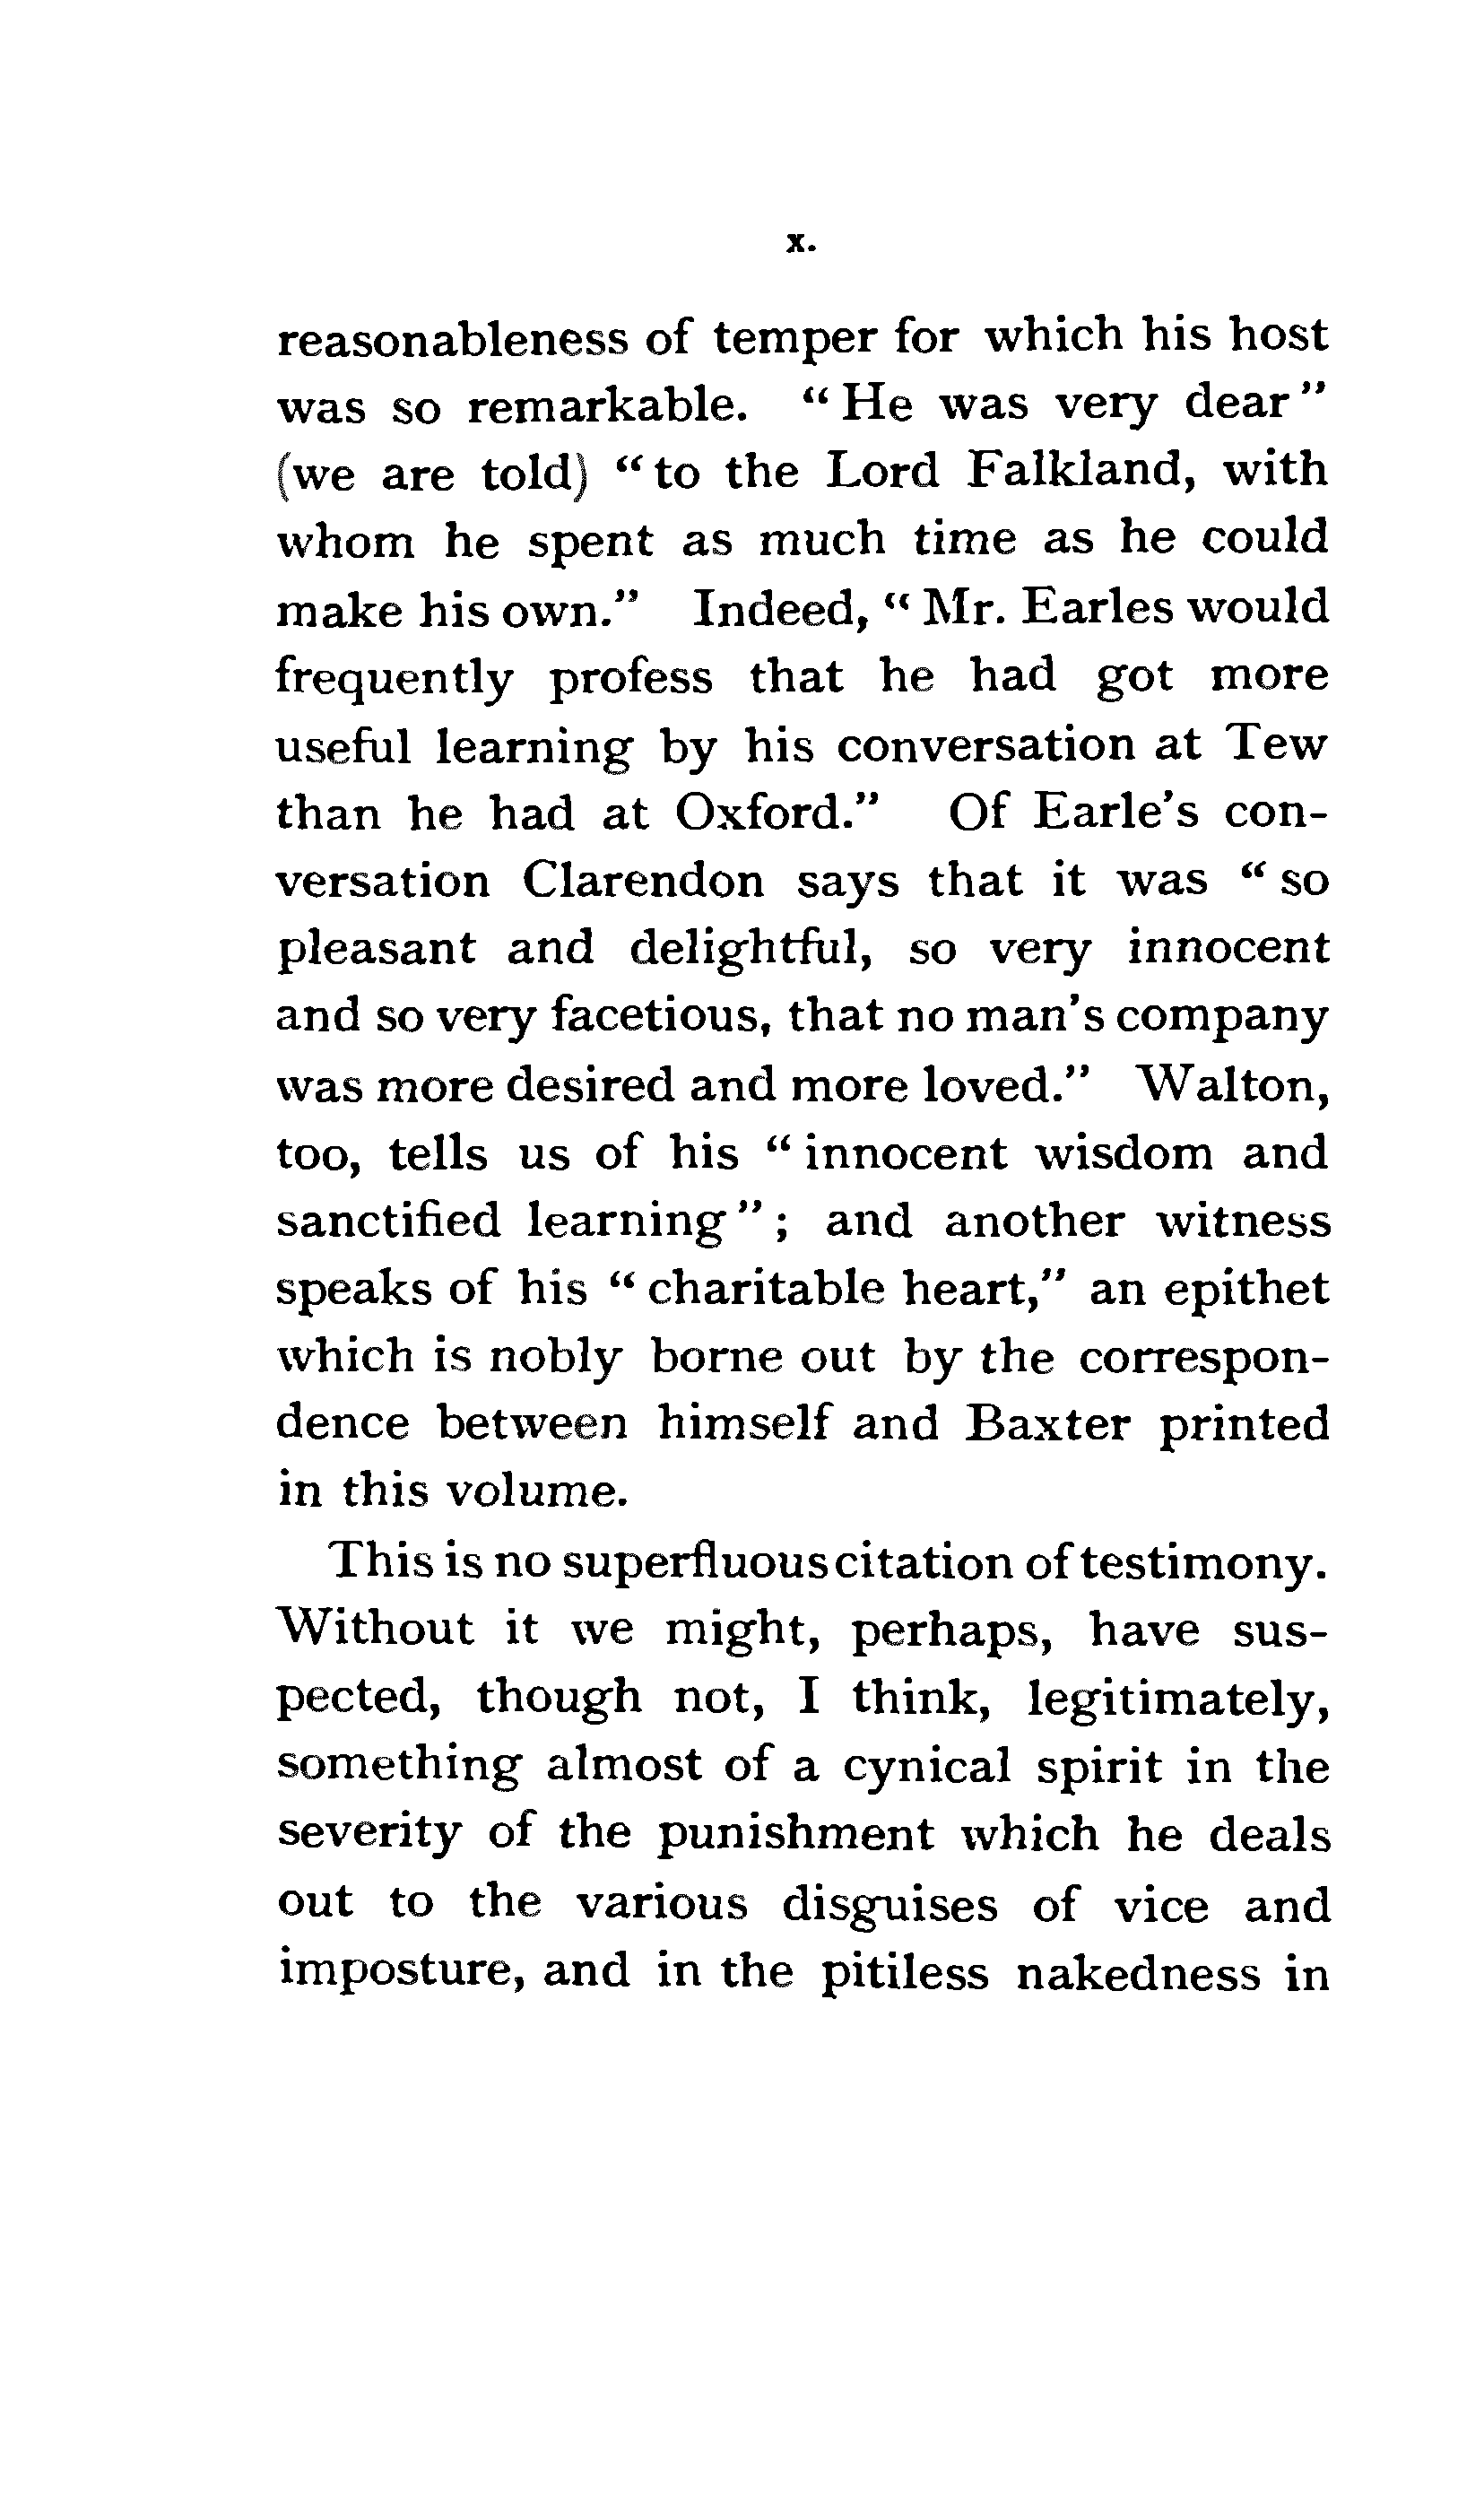 x.
reasonableness of temper for which his host
was so remarkable. “ He was very dear ”
(we are told) “ to the Lord Falkland, with
whom he spent as much time as he could
make his own.” Indeed, “ Mr. Earles would
frequently profess that he had got more
useful learning by his conversation at Tew
than he had at Oxford.” Of Earle’s con-
versation Clarendon says that it was “ so
pleasant and delightful, so very innocent
and so very facetious, that no man’s company
was more desired and more loved.” Walton,
too, tells us of his “ innocent wisdom and
sanctified learning ” ; and another witness
speaks of his “ charitable heart,” an epithet
which is nobly borne out by the correspon-
dence between himself and Baxter printed
in this volume.
This is no superfluous citation of testimony.
Without it we might, perhaps, have sus-
pected, though not, I think, legitimately,
something almost of a cynical spirit in the
severity of the punishment which he deals
out to the various disguises of vice and
imposture, and in the pitiless nakedness in